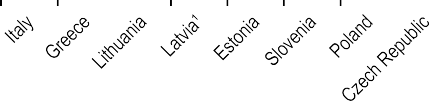 Italy
Greece
Lithuania
Latvia¹
Estonia
Slovenia
Poland
Czech Republic